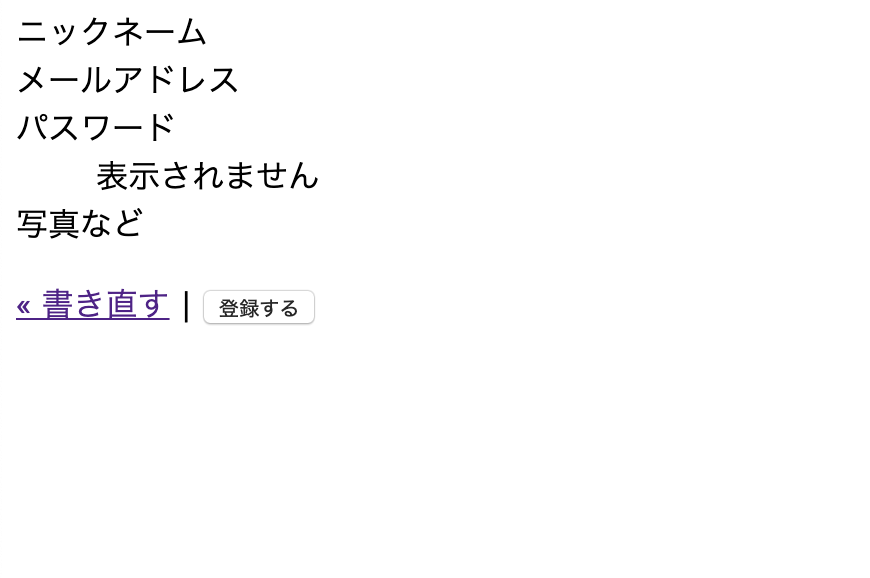 ニックネーム
メールアドレス
パスワード
表示されません
写真など
« 書き直す | 登録する